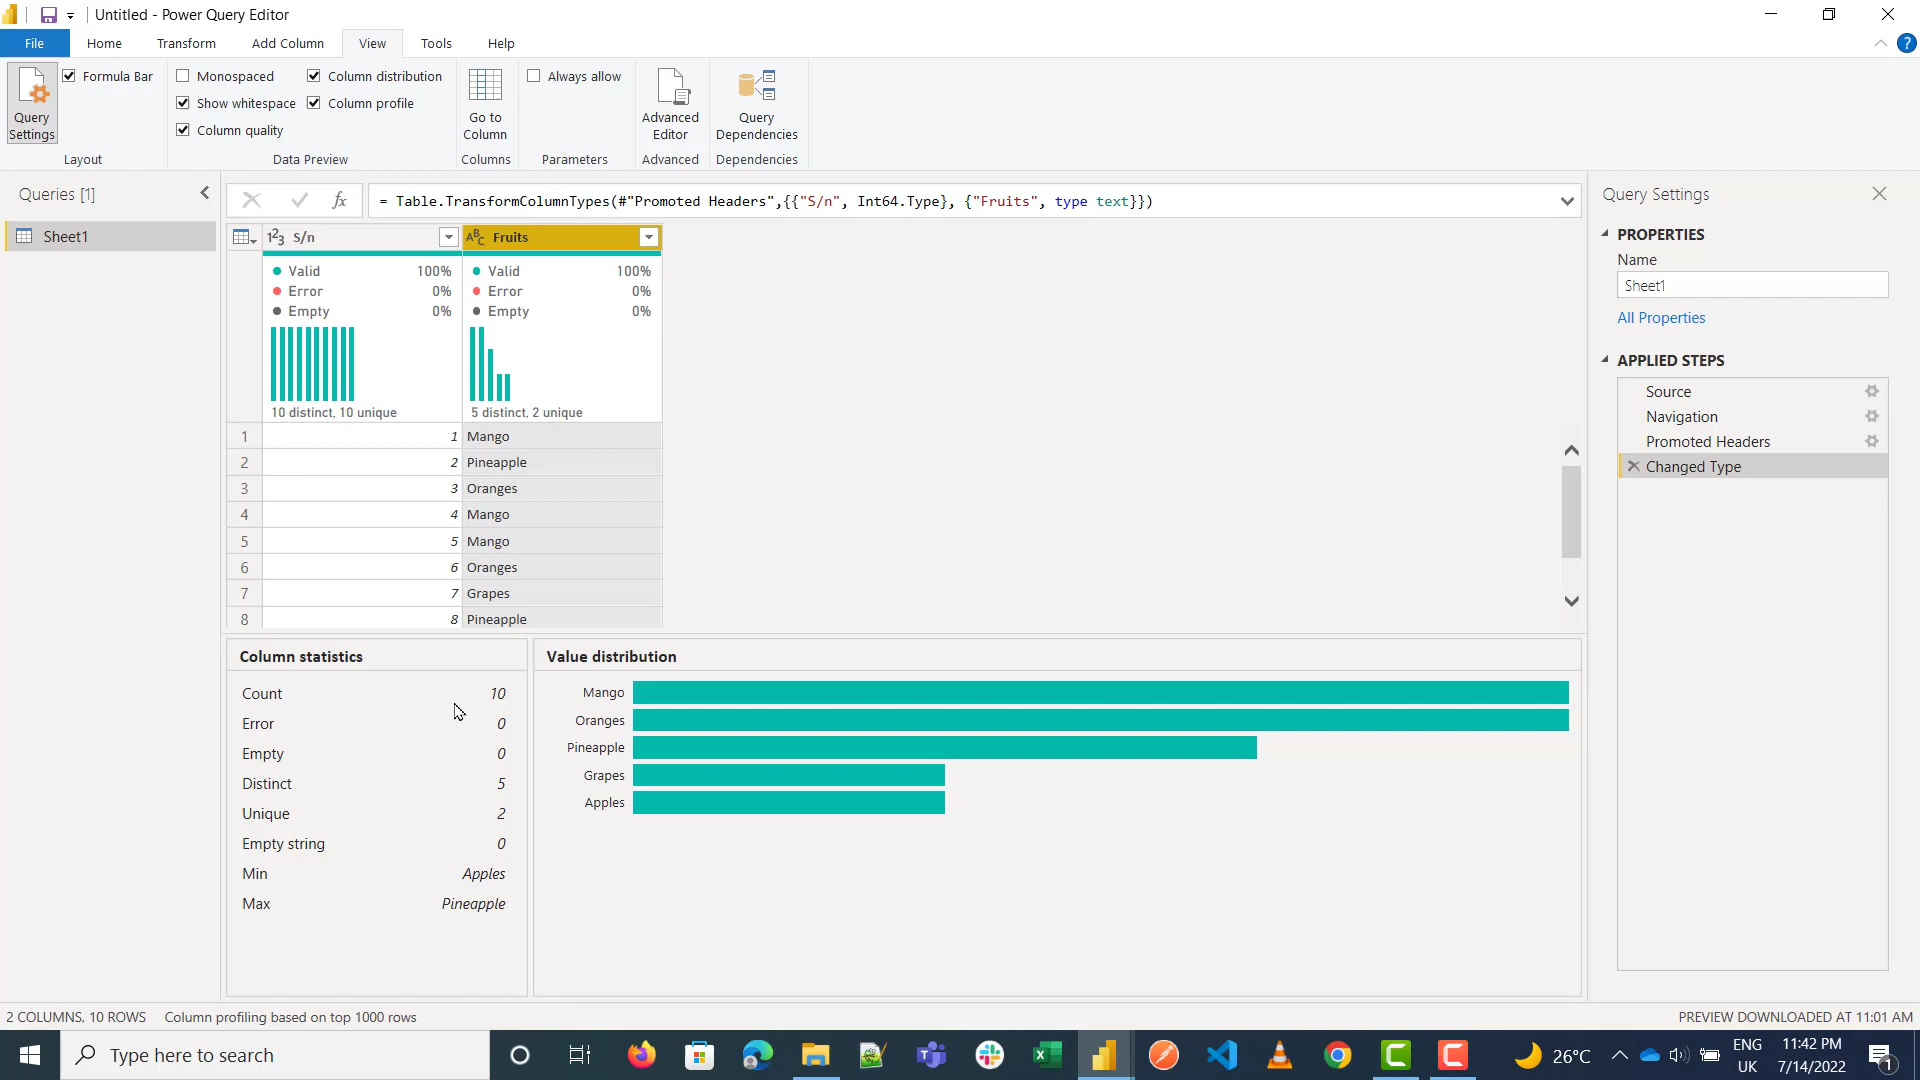 Untitled - Power Query Editor
File Home Transform Add Column View Tools Help
Query Settings
Formula Bar
Layout
Monospaced
Show whitespace
Column quality
Column distribution
Column profile
Data Preview
Go to Column
Columns
Always allow
Parameters
Advanced Editor
Advanced
Query Dependencies
Dependencies
Queries [1]
Sheet1
fx
= Table.TransformColumnTypes(#"Promoted Headers",{{"S/n", Int64.Type}, {"Fruits", type text}})
123 S/n
ABC Fruits
Valid 100% Valid 100%
Error 0% Error 0%
Empty 0% Empty 0%
10 distinct, 10 unique 5 distinct, 2 unique
1 1 Mango
2 2 Pineapple
3 3 Oranges
4 4 Mango
5 5 Mango
6 6 Oranges
7 7 Grapes
8 8 Pineapple
Column statistics
Count 10
Error 0
Empty 0
Distinct 5
Unique 2
Empty string 0
Min Apples
Max Pineapple
Value distribution
Mango
Oranges
Pineapple
Grapes
Apples
Query Settings
PROPERTIES
Name
Sheet1
All Properties
APPLIED STEPS
Source
Navigation
Promoted Headers
Changed Type
2 COLUMNS, 10 ROWS Column profiling based on top 1000 rows
PREVIEW DOWNLOADED AT 11:01 AM
Type here to search
26°C
ENG
UK
11:42 PM
7/14/2022
1